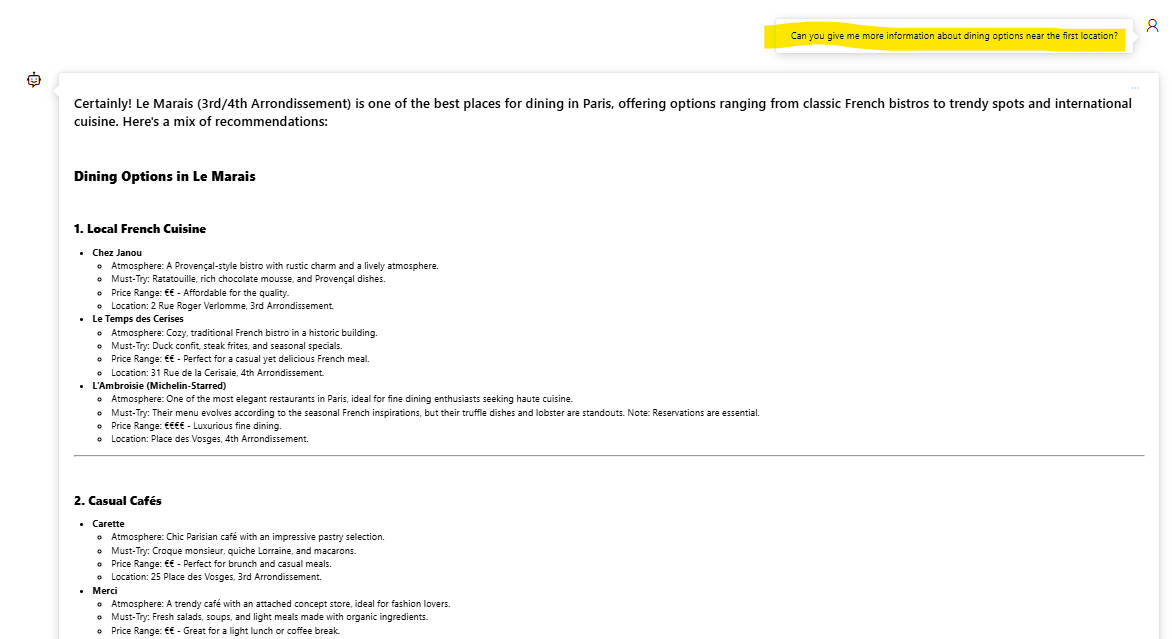 Can you give me more information about dining options near the first location?
Certainly! Le Marais (3rd/4th Arrondissement) is one of the best places for dining in Paris, offering options ranging from classic French bistros to trendy spots and international
cuisine. Here's a mix of recommendations:
Dining Options in Le Marais
1. Local French Cuisine
• Chez Janou
○ Atmosphere: A Provençal-style bistro with rustic charm and a lively atmosphere.
○ Must-Try: Ratatouille, rich chocolate mousse, and Provençal dishes.
○ Price Range: €€ - Affordable for the quality.
○ Location: 2 Rue Roger Verlomme, 3rd Arrondissement.
• Le Temps des Cerises
○ Atmosphere: Cozy, traditional French bistro in a historic building.
○ Must-Try: Duck confit, steak frites, and seasonal specials.
○ Price Range: €€ - Perfect for a casual yet delicious French meal.
○ Location: 31 Rue de la Cerisaie, 4th Arrondissement.
• L'Ambroisie (Michelin-Starred)
○ Atmosphere: One of the most elegant restaurants in Paris, ideal for fine dining enthusiasts seeking haute cuisine.
○ Must-Try: Their menu evolves according to the seasonal French inspirations, but their truffle dishes and lobster are standouts. Note: Reservations are essential.
○ Price Range: €€€€ - Luxurious fine dining.
○ Location: Place des Vosges, 4th Arrondissement.
2. Casual Cafés
• Carette
○ Atmosphere: Chic Parisian café with an impressive pastry selection.
○ Must-Try: Croque monsieur, quiche Lorraine, and macarons.
○ Price Range: €€ - Perfect for brunch and casual meals.
○ Location: 25 Place des Vosges, 3rd Arrondissement.
• Merci
○ Atmosphere: A trendy café with an attached concept store, ideal for fashion lovers.
○ Must-Try: Fresh salads, soups, and light meals made with organic ingredients.
○ Price Range: €€ - Great for a light lunch or coffee break.